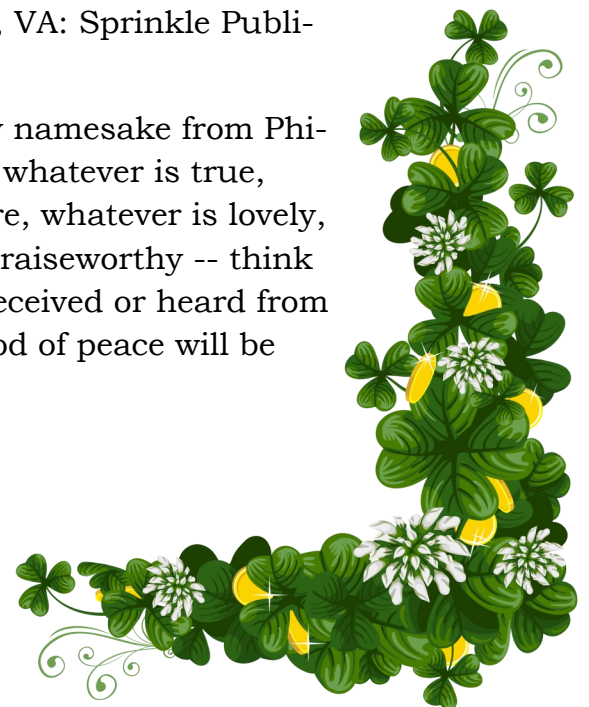 , VA: Sprinkle Publi-
namesake from Phi-
whatever is true,
re, whatever is lovely,
raiseworthy -- think
eceived or heard from
od of peace will be